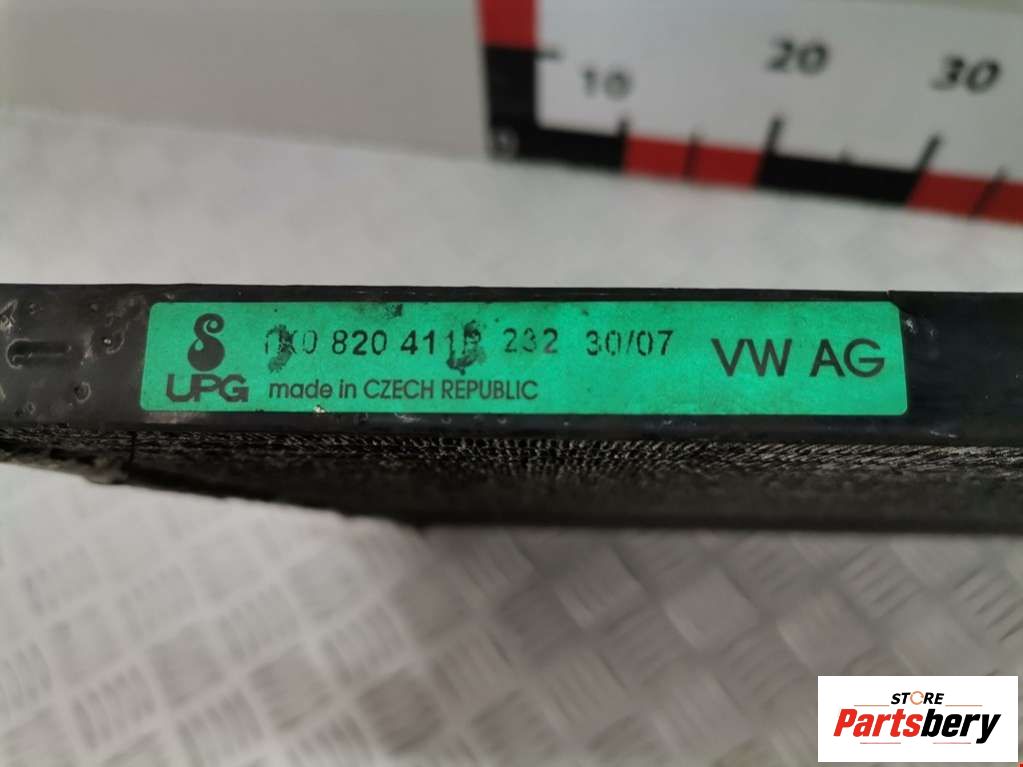 10 20 30
820 411 232 30/07
VW AG
UPG
made in CZECH REPUBLIC
STORE
Partsbery